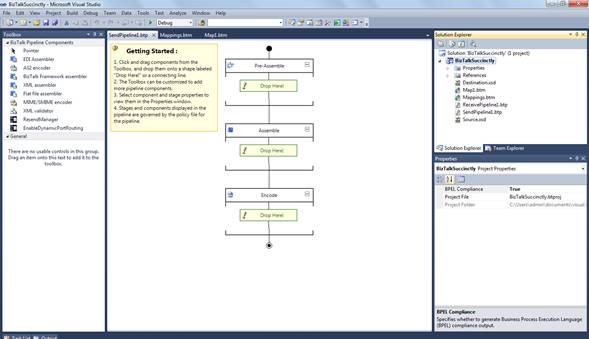 BizTalkSuccinctly - Microsoft Visual Studio
File Edit View Project Build Debug Team Data Tools Test Analyze Window Help
Debug
Toolbox
BizTalk Pipeline Components
Pointer
EDI Assembler
AS2 encoder
BizTalk Framework assembler
XML assembler
Flat file assembler
MIME/SMIME encoder
XML validator
ResendManager
EnableDynamicPortRouting
General
There are no usable controls in this group. Drag an item onto this text to add it to the toolbox.
SendPipeline1.btp Mappings.btm Map1.btm
Getting Started :
1. Click and drag components from the
Toolbox, and drop them onto a shape labeled
"Drop Here!" or a connecting line.
2. The Toolbox can be customized to add
more pipeline components.
3. Select component and stage properties to
view them in the Properties window.
4. Stages and components displayed in the
pipeline are governed by the policy file for
the pipeline.
Pre-Assemble
Drop Here!
Assemble
Drop Here!
Encode
Drop Here!
Solution Explorer
Solution 'BizTalkSuccinctly' (1 project)
BizTalkSuccinctly
Properties
References
Destination.xsd
Map1.btm
Mappings.btm
ReceivePipeline1.btp
SendPipeline1.btp
Source.xsd
Solution Explorer Team Explorer
Properties
BizTalkSuccinctly Project Properties
BPEL Compliance True
Project File BizTalkSuccinctly.btproj
Project Folder C:\Users\admin\documents\visual
BPEL Compliance
Specifies whether to generate Business Process Execution Language
(BPEL) compliance output.
Task List Output